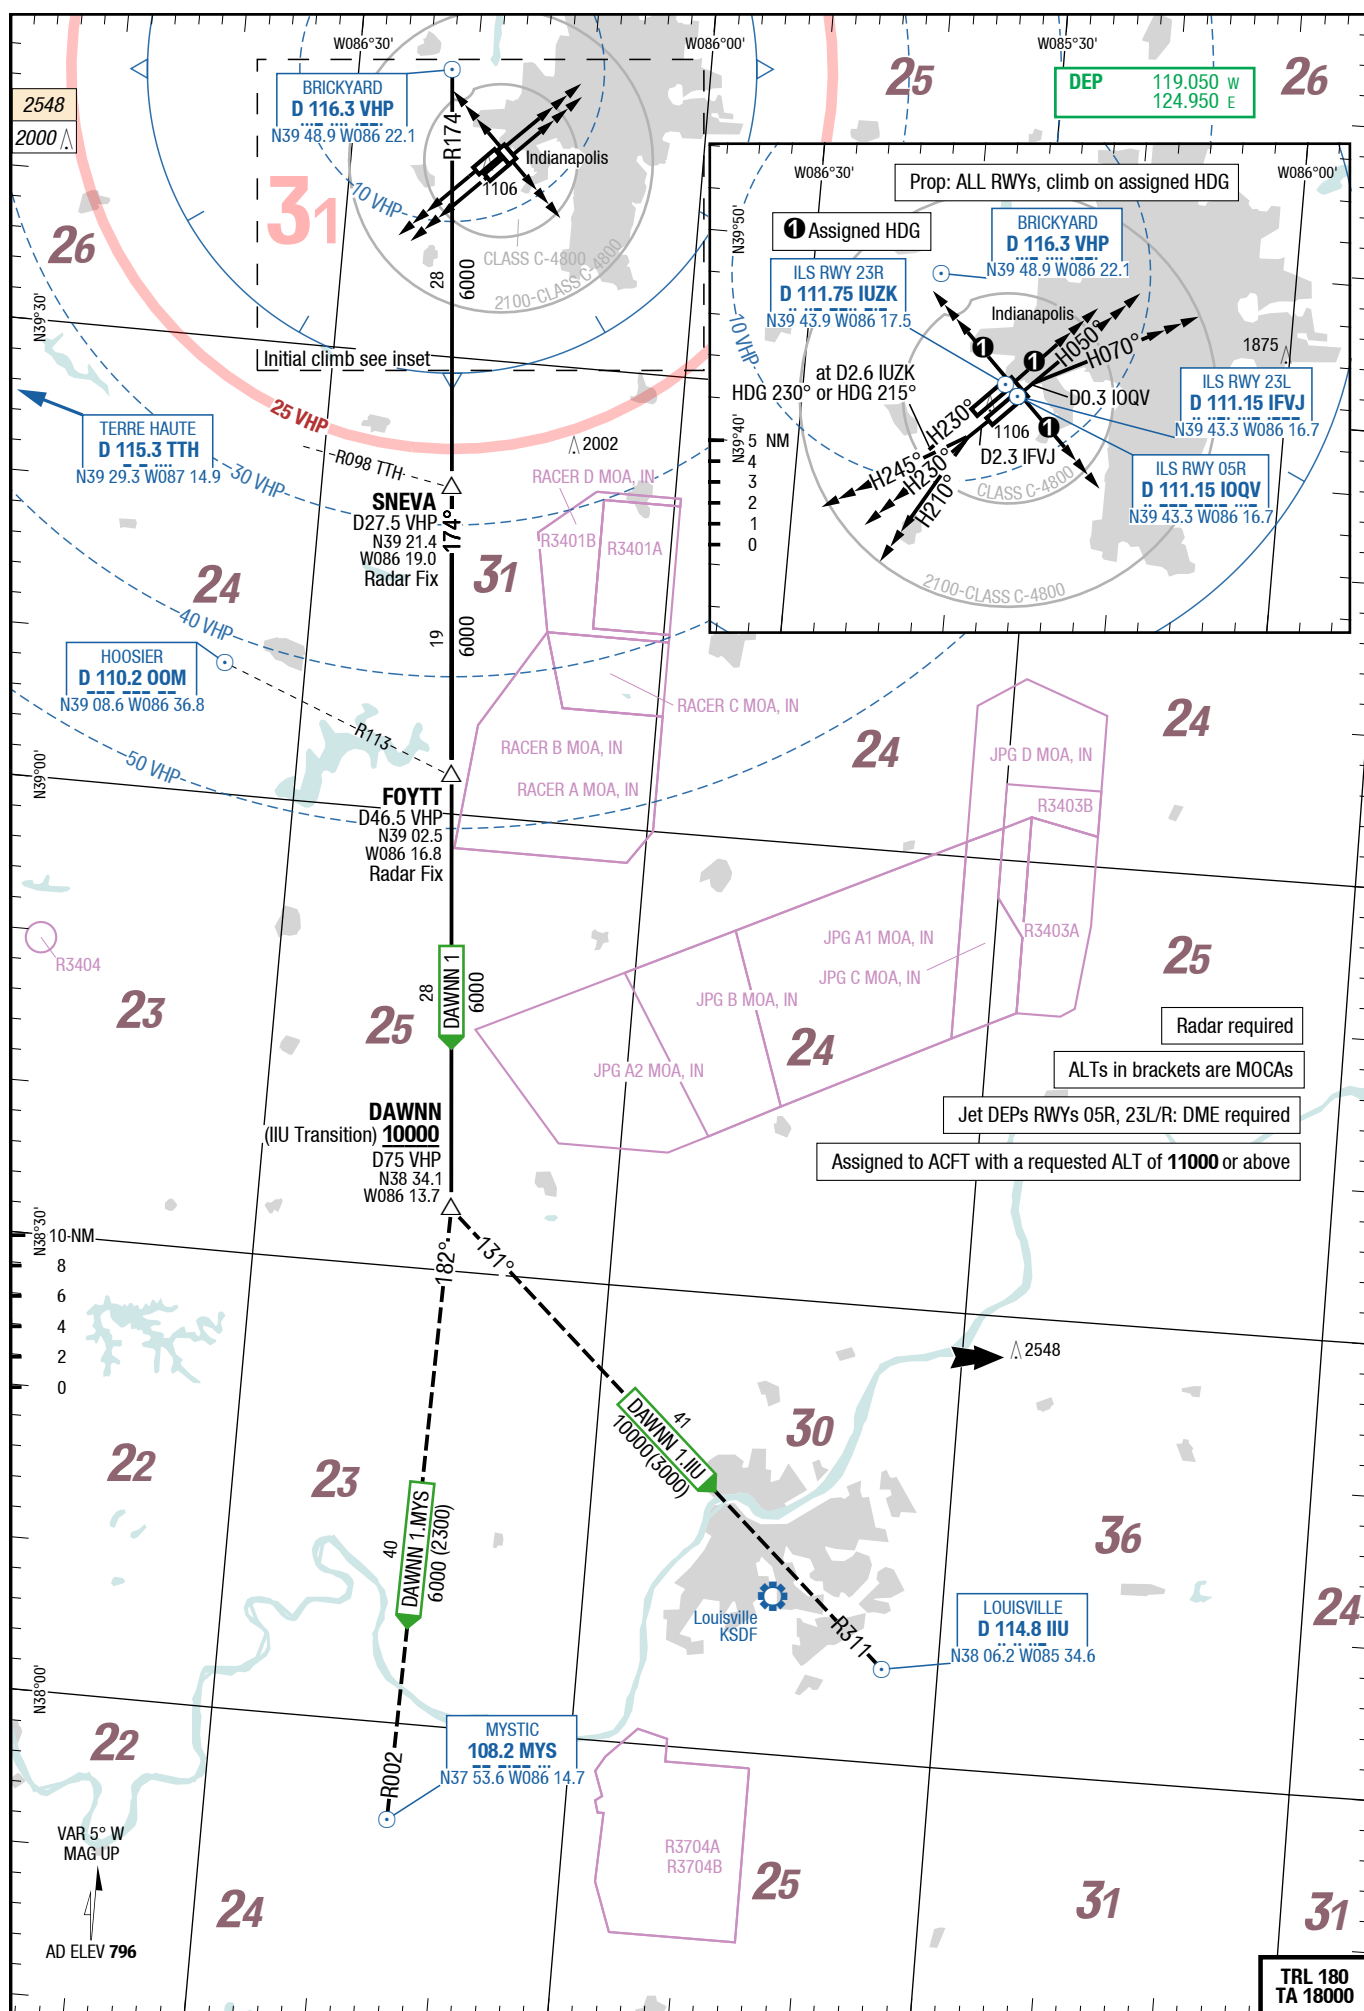 W086°30'
W086°00'
W085°30'
25
26
DEP 119.050 W
124.950 E
2548
2000
BRICKYARD
D 116.3 VHP
N39 48.9 W086 22.1
R174
Indianapolis
1106
10 VHP
31
26
CLASS C-4800
2100-CLASS C-4800
28
6000
N39°30'
Initial climb see inset
25 VHP
W086°30'
W086°00'
Prop: ALL RWYs, climb on assigned HDG
N39°50'
1 Assigned HDG
BRICKYARD
D 116.3 VHP
N39 48.9 W086 22.1
ILS RWY 23R
D 111.75 IUZK
N39 43.9 W086 17.5
10 VHP
Indianapolis
1
1
H050°
H070°
1875
at D2.6 IUZK
HDG 230° or HDG 215°
D0.3 IOQV
ILS RWY 23L
D 111.15 IFVJ
N39 43.3 W086 16.7
H230°
1106
1
N39°40'
5 NM
4
3
2
1
0
D2.3 IFVJ
H245°
H230°
H210°
CLASS C-4800
ILS RWY 05R
D 111.15 IOQV
N39 43.3 W086 16.7
2100-CLASS C-4800
TERRE HAUTE
D 115.3 TTH
N39 29.3 W087 14.9
30 VHP
R098 TTH
2002
RACER D MOA, IN
SNEVA
D27.5 VHP
N39 21.4
W086 19.0
Radar Fix
174°
R3401B
R3401A
31
24
40 VHP
19
6000
HOOSIER
D 110.2 OOM
N39 08.6 W086 36.8
RACER C MOA, IN
R113
RACER B MOA, IN
24
24
50 VHP
N39°00'
RACER A MOA, IN
JPG D MOA, IN
R3403B
FOYTT
D46.5 VHP
N39 02.5
W086 16.8
Radar Fix
R3404
JPG A1 MOA, IN
R3403A
JPG C MOA, IN
25
23
25
28
DAWNN 1
6000
JPG B MOA, IN
24
JPG A2 MOA, IN
Radar required
ALTs in brackets are MOCAs
Jet DEPs RWYs 05R, 23L/R: DME required
Assigned to ACFT with a requested ALT of 11000 or above
DAWNN
(IIU Transition) 10000
D75 VHP
N38 34.1
W086 13.7
N38°30'
10 NM
8
6
4
2
0
182°
131°
2548
41
DAWNN 1.IIU
10000(3000)
30
22
23
40
DAWNN 1.MYS
6000 (2300)
36
24
Louisville
KSDF
R311
LOUISVILLE
D 114.8 IIU
N38 06.2 W085 34.6
N38°00'
22
MYSTIC
108.2 MYS
N37 53.6 W086 14.7
R002
VAR 5° W
MAG UP
R3704A
R3704B
25
24
31
31
AD ELEV 796
TRL 180
TA 18000